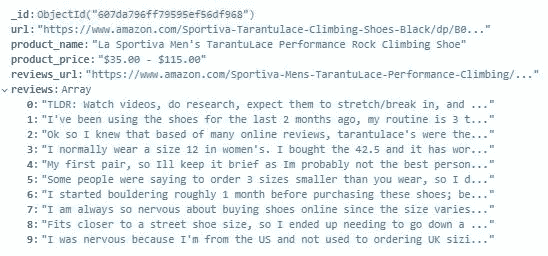 _id: ObjectId("607da796ff79595ef56df968")
url: "https://www.amazon.com/Sportiva-Tarantulace-Climbing-Shoes-Black/dp/B0..."
product_name: "La Sportiva Men's TarantuLace Performance Rock Climbing Shoe"
product_price: "$35.00 - $115.00"
reviews_url: "https://www.amazon.com/Sportiva-Mens-TarantuLace-Performance-Climbing/..."
reviews: Array
0: "TLDR: Watch videos, do research, expect them to stretch/break in, and ..."
1: "I've been using the shoes for the last 2 months ago, my routine is 3 t..."
2: "Ok so I knew that based of many online reviews, tarantulace's were the..."
3: "I normally wear a size 12 in women's. I bought the 42.5 and it has wor..."
4: "My first pair, so Ill keep it brief as Im probably not the best person..."
5: "Some people were saying to order 3 sizes smaller than you wear, so I d..."
6: "I started bouldering roughly 1 month before purchasing these shoes; be..."
7: "I am always so nervous about buying shoes online since the size varies..."
8: "Fits closer to a street shoe size, so I ended up needing to go down a ..."
9: "I was nervous because I'm from the US and not used to ordering UK sizi..."